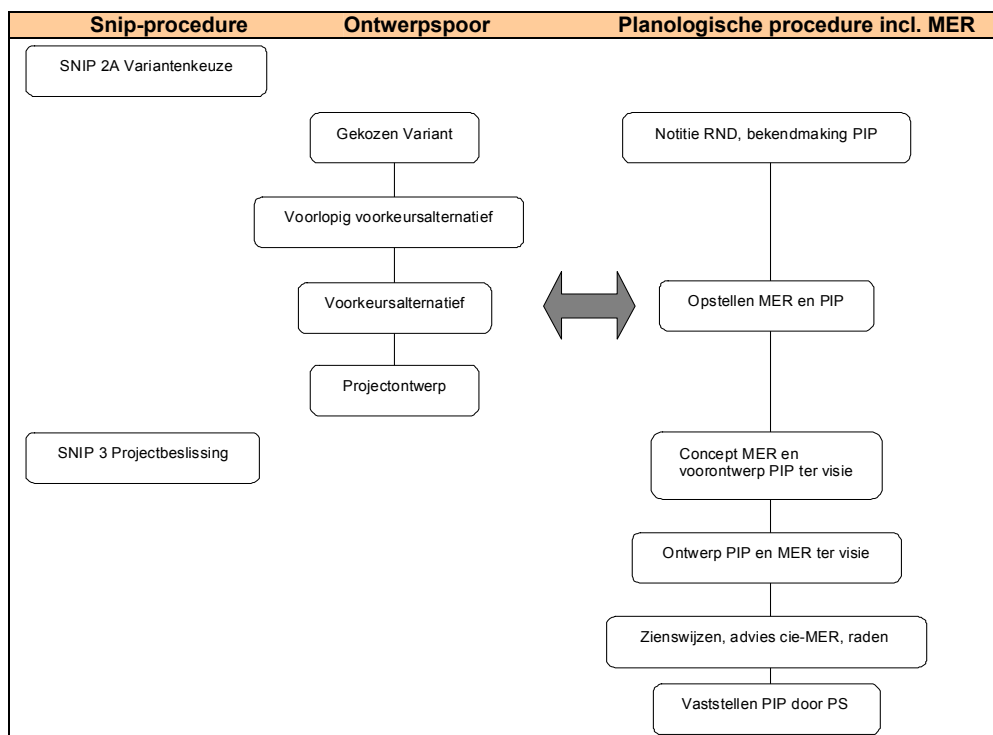 Snip-procedure
Ontwerpspoor
Planologische procedure incl. MER
SNIP 2A Variantenkeuze
Gekozen Variant
Notitie RND, bekendmaking PIP
Voorlopig voorkeursalternatief
Voorkeursalternatief
Opstellen MER en PIP
Projectontwerp
SNIP 3 Projectbeslissing
Concept MER en
voorontwerp PIP ter visie
Ontwerp PIP en MER ter visie
Zienswijzen, advies cie-MER, raden
Vaststellen PIP door PS